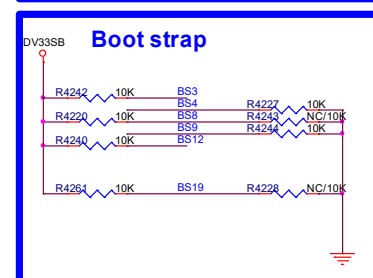 DV33SB
Boot strap
R4242 10K BS3
BS4 R4227 10K
R4220 10K BS8 R4243 NC/10K
BS9 R4244 10K
R4240 10K BS12
R4261 10K BS19 R4228 NC/10K